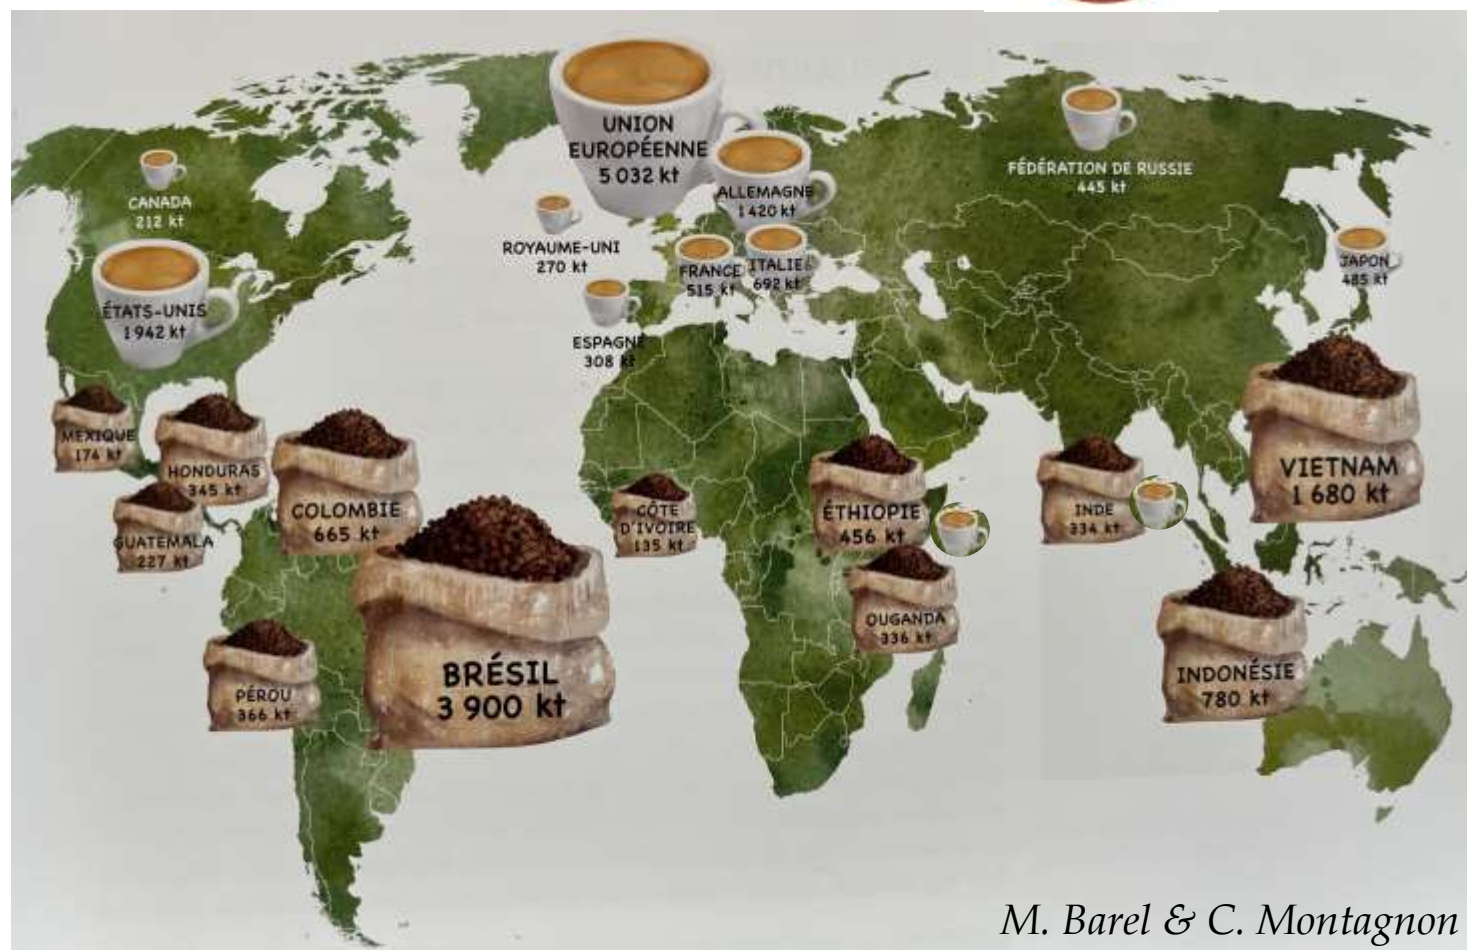 UNION
EUROPÉENNE
5 032 kt
ALLEMAGNE
1 420 kt
FÉDÉRATION DE RUSSIE
445 kt
CANADA
212 kt
ROYAUME-UNI
270 kt
FRANCE
515 kt
ITALIE
692 kt
JAPON
485 kt
ÉTATS-UNIS
1 942 kt
ESPAGNE
308 kt
MEXIQUE
174 kt
HONDURAS
345 kt
COLOMBIE
665 kt
GUATEMALA
227 kt
CÔTE
D'IVOIRE
135 kt
ÉTHIOPIE
456 kt
INDE
334 kt
VIETNAM
1 680 kt
OUGANDA
336 kt
BRÉSIL
3 900 kt
PÉROU
366 kt
INDONÉSIE
780 kt
M. Barel & C. Montagnon